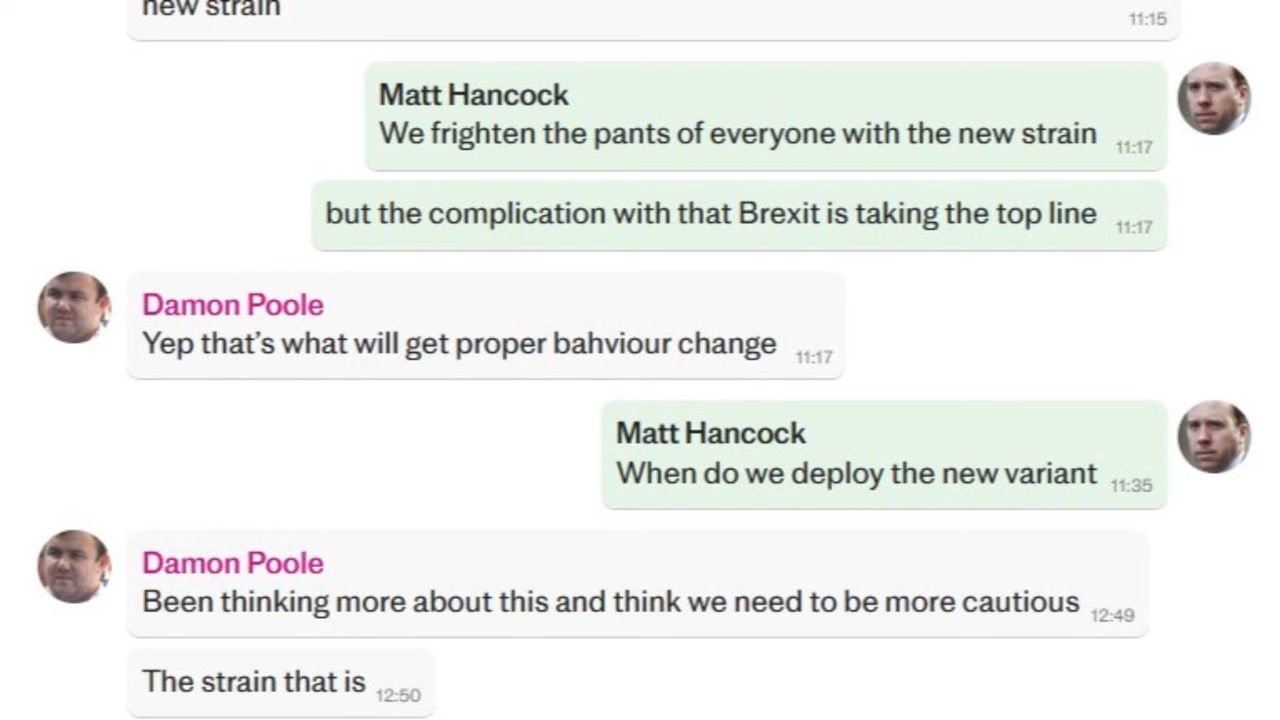 new strain
11:15
Matt Hancock
We frighten the pants of everyone with the new strain 11:17
but the complication with that Brexit is taking the top line 11:17
Damon Poole
Yep that's what will get proper bahviour change 11:17
Matt Hancock
When do we deploy the new variant 11:35
Damon Poole
Been thinking more about this and think we need to be more cautious 12:49
The strain that is 12:50